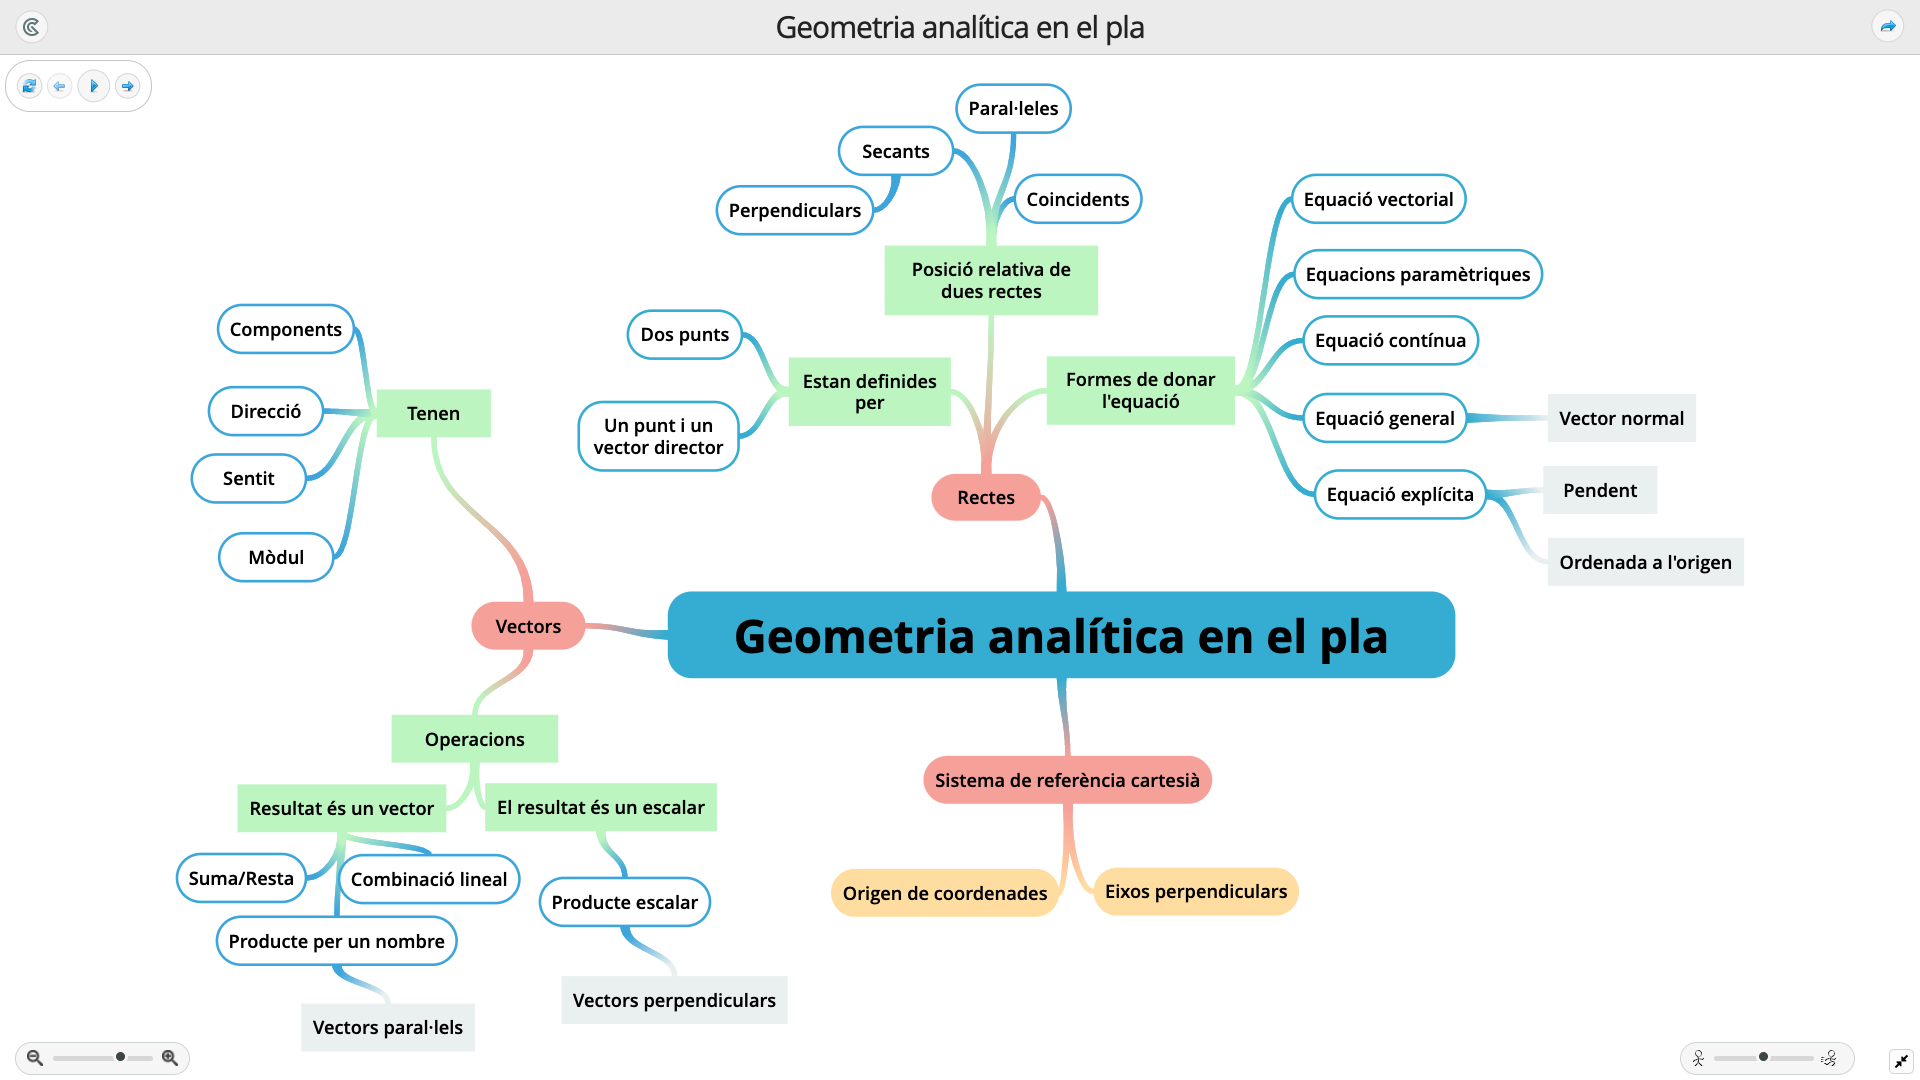 Geometria analítica en el pla
Paral·leles
Secants
Perpendiculars
Coincidents
Posició relativa de
dues rectes
Equació vectorial
Equacions paramètriques
Equació contínua
Equació general
Vector normal
Equació explícita
Pendent
Ordenada a l'origen
Formes de donar
l'equació
Dos punts
Un punt i un
vector director
Estan definides
per
Rectes
Components
Direcció
Sentit
Mòdul
Tenen
Vectors
Geometria analítica en el pla
Operacions
Resultat és un vector
El resultat és un escalar
Suma/Resta
Combinació lineal
Producte per un nombre
Vectors paral·lels
Producte escalar
Vectors perpendiculars
Sistema de referència cartesià
Origen de coordenades
Eixos perpendiculars